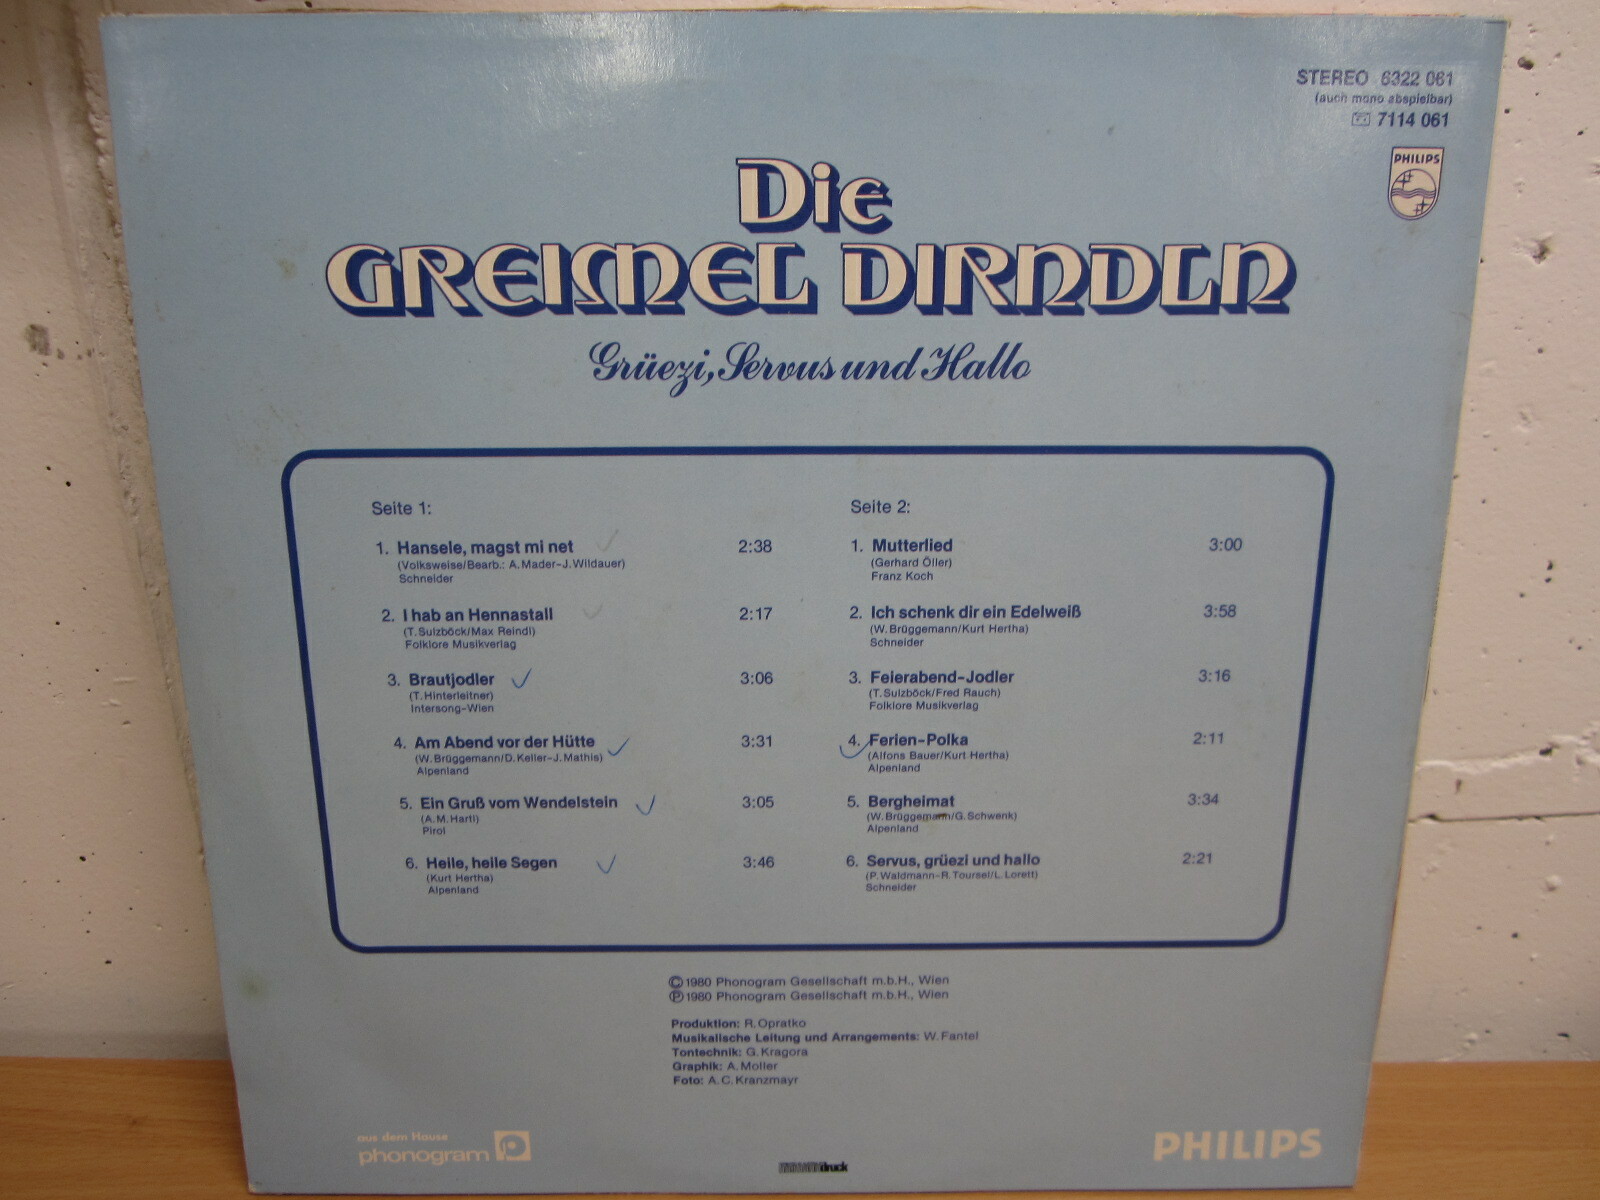 STEREO 6322 061
(auch mono abspielbar)
7114 061
PHILIPS
Die
GREIMEL DIRNDLN
Grüezi, Servus und Hallo
Seite 1:
1. Hansele, magst mi net 2:38
(Volksweise/Bearb.: A. Mader-J. Wildauer)
Schneider
2. I hab an Hennastall 2:17
(T. Sulzböck/Max Reindl)
Folklore Musikverlag
3. Brautjodler 3:06
(T. Hinterleitner)
Intersong-Wien
4. Am Abend vor der Hütte 3:31
(W. Brüggemann/D. Keller-J. Mathis)
Alpenland
5. Ein Gruß vom Wendelstein 3:05
(A. M. Hartl)
Pirol
6. Heile, heile Segen 3:46
(Kurt Hertha)
Alpenland
Seite 2:
1. Mutterlied 3:00
(Gerhard Öller)
Franz Koch
2. Ich schenk dir ein Edelweiß 3:58
(W. Brüggemann/Kurt Hertha)
Schneider
3. Feierabend-Jodler 3:16
(T. Sulzböck/Fred Rauch)
Folklore Musikverlag
4. Ferien-Polka 2:11
(Alfons Bauer/Kurt Hertha)
Alpenland
5. Bergheimat 3:34
(W. Brüggemann/G. Schwenk)
Alpenland
6. Servus, grüezi und hallo 2:21
(P. Waldmann-R. Toursel/L. Lorett)
Schneider
© 1980 Phonogram Gesellschaft m.b.H., Wien
℗ 1980 Phonogram Gesellschaft m.b.H., Wien
Produktion: R. Opratko
Musikalische Leitung und Arrangements: W. Fantel
Tontechnik: G. Kragora
Graphik: A. Moller
Foto: A. C. Kranzmayr
aus dem Hause
phonogram
druck
PHILIPS